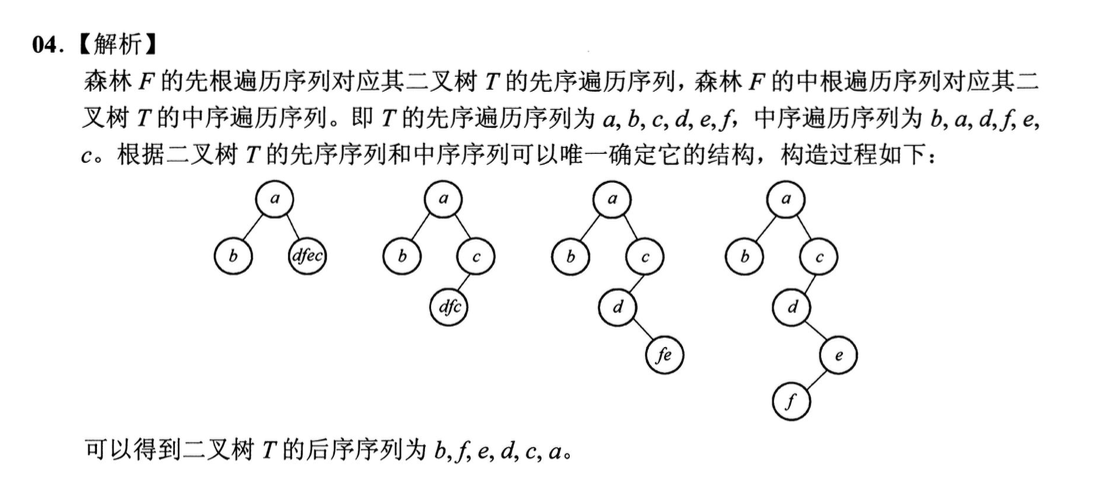 04.【解析】
森林 F 的先根遍历序列对应其二叉树 T 的先序遍历序列，森林 F 的中根遍历序列对应其二
叉树 T 的中序遍历序列。即 T 的先序遍历序列为 a, b, c, d, e, f，中序遍历序列为 b, a, d, f, e,
c。根据二叉树 T 的先序序列和中序序列可以唯一确定它的结构，构造过程如下：
a a a a
b dfec b c b c b c
dfc d d
fe e
f
可以得到二叉树 T 的后序序列为 b, f, e, d, c, a。